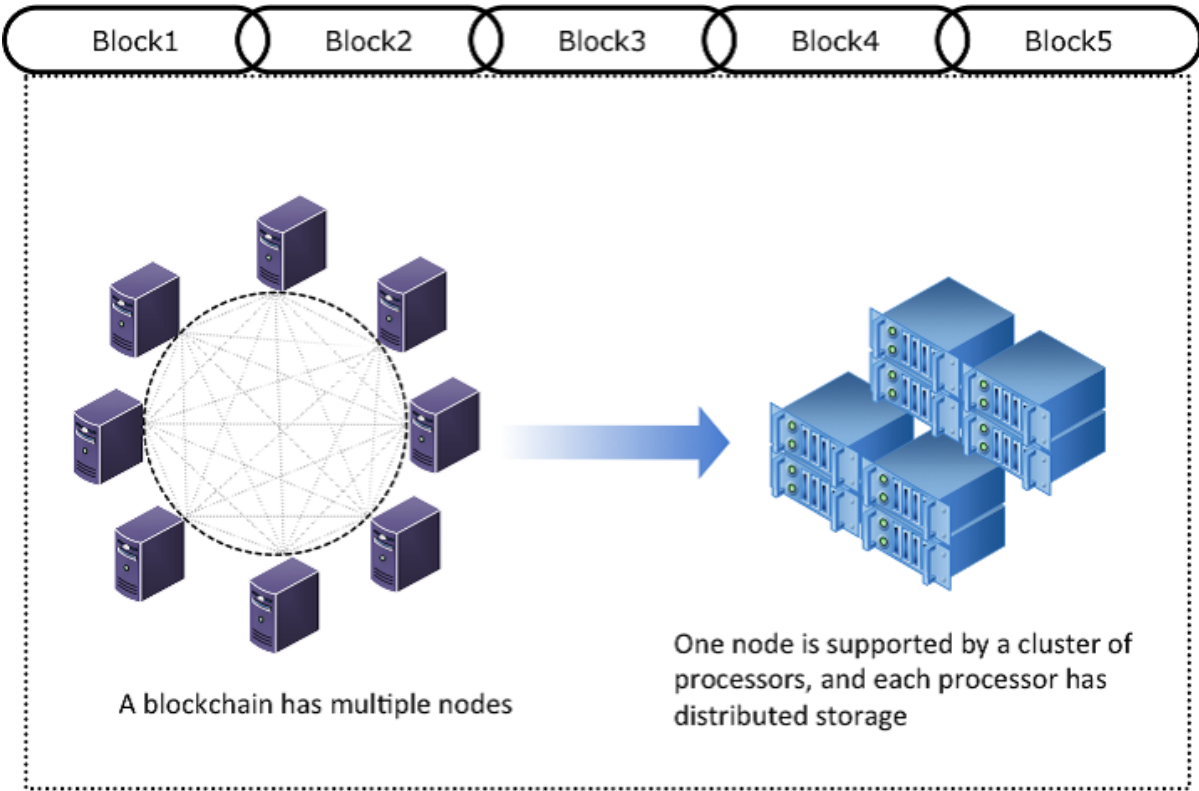 Block1
Block2
Block3
Block4
Block5
A blockchain has multiple nodes
One node is supported by a cluster of
processors, and each processor has
distributed storage